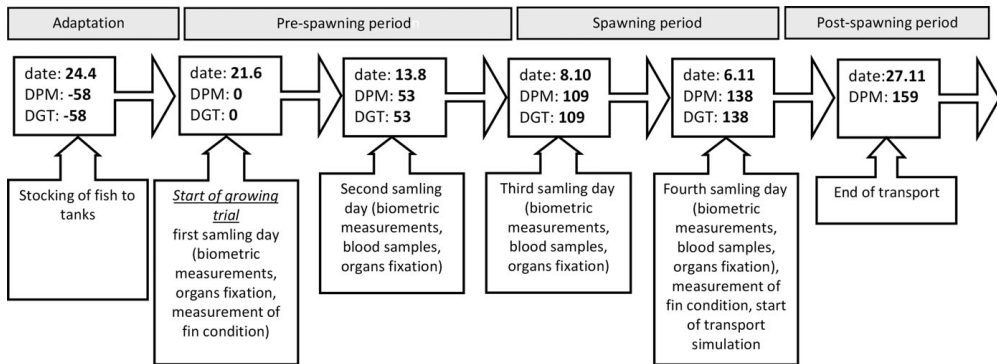 Adaptation
Pre-spawning period
Spawning period
Post-spawning period
date: 24.4
DPM: -58
DGT: -58
date: 21.6
DPM: 0
DGT: 0
date: 13.8
DPM: 53
DGT: 53
date: 8.10
DPM: 109
DGT: 109
date: 6.11
DPM: 138
DGT: 138
date:27.11
DPM: 159
Stocking of fish to
tanks
Start of growing
trial
first samling day
(biometric
measurements,
organs fixation,
measurement of
fin condition)
Second samling
day (biometric
measurements,
blood samples,
organs fixation)
Third samling day
(biometric
measurements,
blood samples,
organs fixation)
Fourth samling day
(biometric
measurements,
blood samples,
organs fixation),
measurement of
fin condition, start
of transport
simulation
End of transport